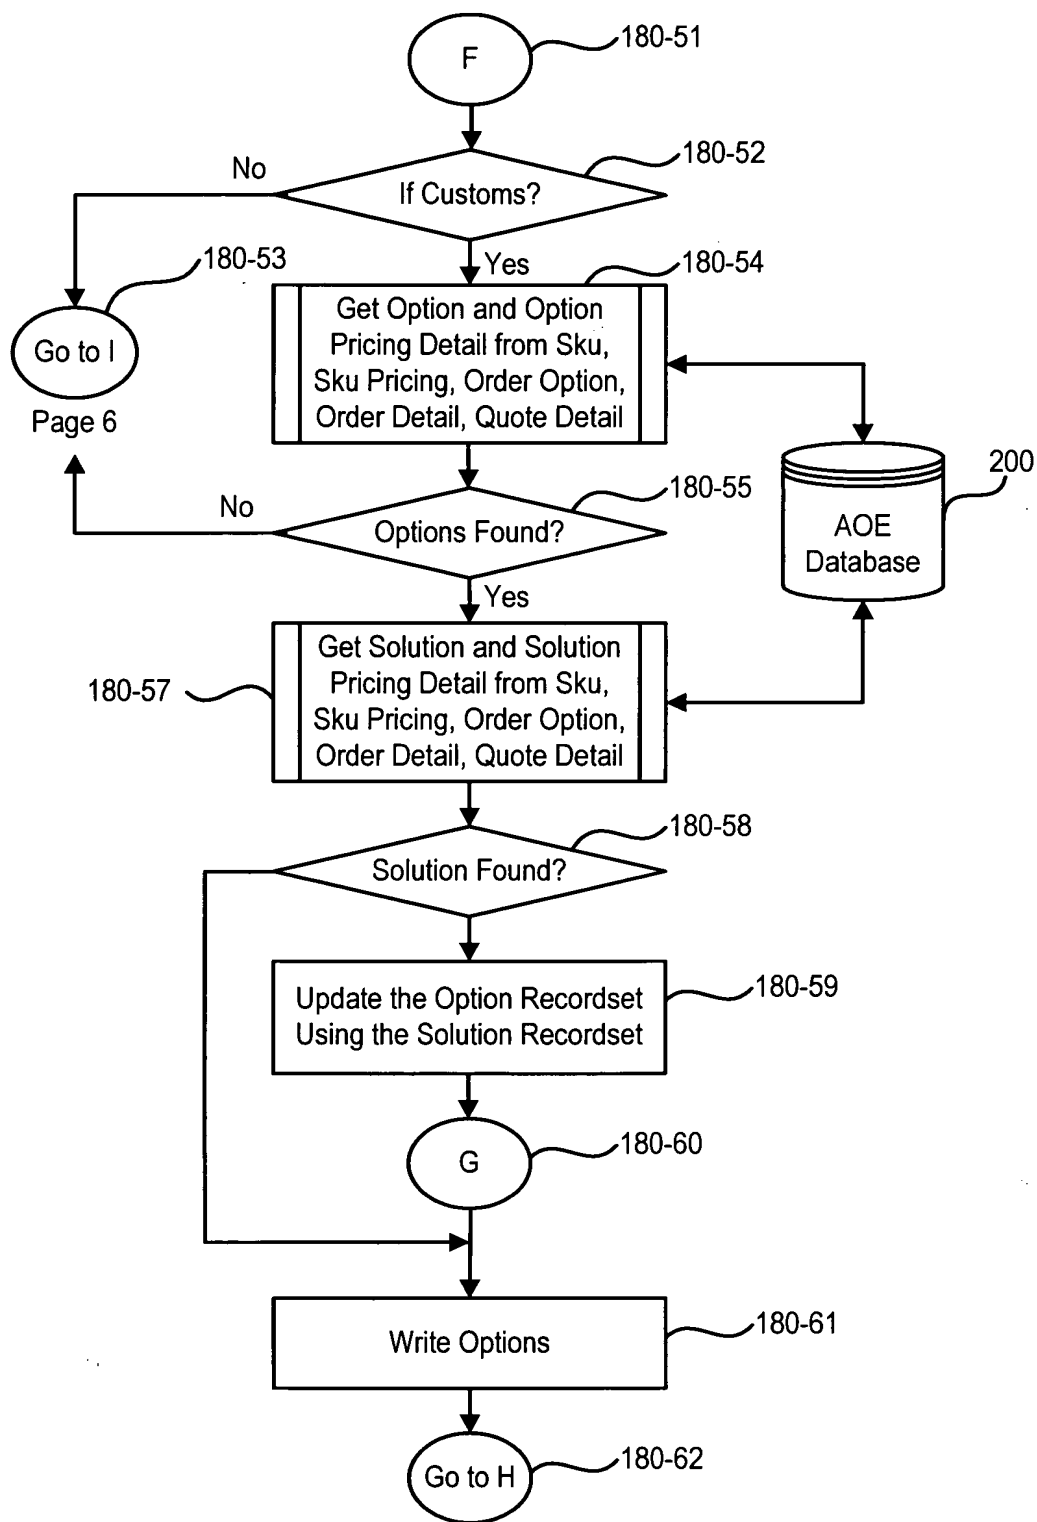 180-51
F
180-52
No
If Customs?
180-53
Yes
180-54
Go to I
Page 6
Get Option and Option
Pricing Detail from Sku,
Sku Pricing, Order Option,
Order Detail, Quote Detail
200
AOE
Database
180-55
No
Options Found?
Yes
180-57
Get Solution and Solution
Pricing Detail from Sku,
Sku Pricing, Order Option,
Order Detail, Quote Detail
180-58
Solution Found?
180-59
Update the Option Recordset
Using the Solution Recordset
G
180-60
Write Options
180-61
Go to H
180-62